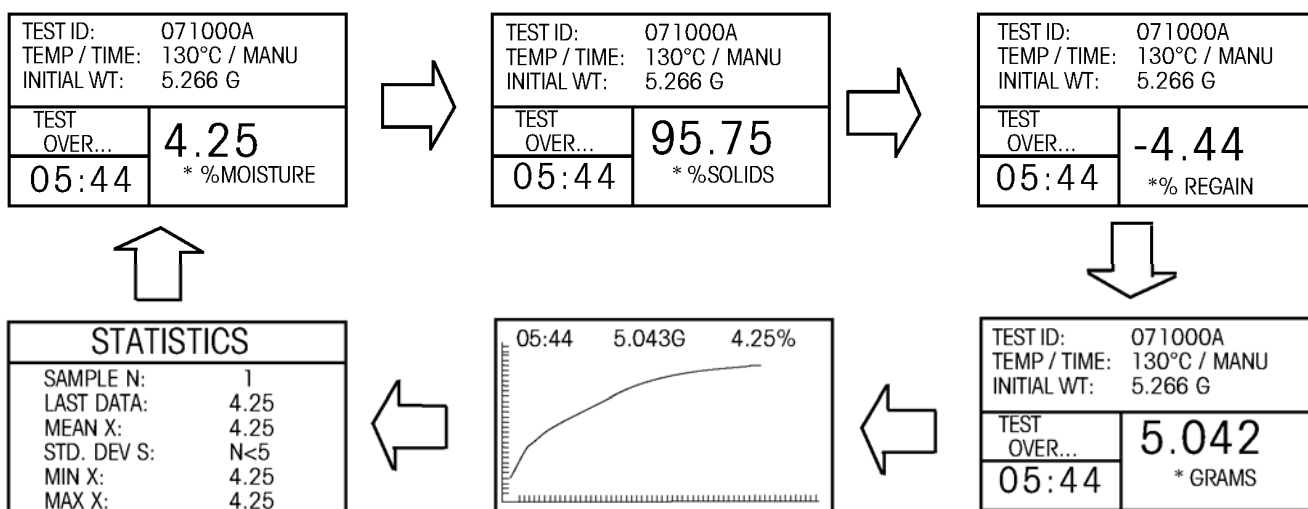 TEST ID: 071000A
TEMP / TIME: 130°C / MANU
INITIAL WT: 5.266 G
TEST
OVER...
05:44
4.25
* %MOISTURE
TEST ID: 071000A
TEMP / TIME: 130°C / MANU
INITIAL WT: 5.266 G
TEST
OVER...
05:44
95.75
* %SOLIDS
TEST ID: 071000A
TEMP / TIME: 130°C / MANU
INITIAL WT: 5.266 G
TEST
OVER...
05:44
-4.44
*% REGAIN
STATISTICS
SAMPLE N: 1
LAST DATA: 4.25
MEAN X: 4.25
STD. DEV S: N<5
MIN X: 4.25
MAX X: 4.25
05:44 5.043G 4.25%
TEST ID: 071000A
TEMP / TIME: 130°C / MANU
INITIAL WT: 5.266 G
TEST
OVER...
05:44
5.042
* GRAMS